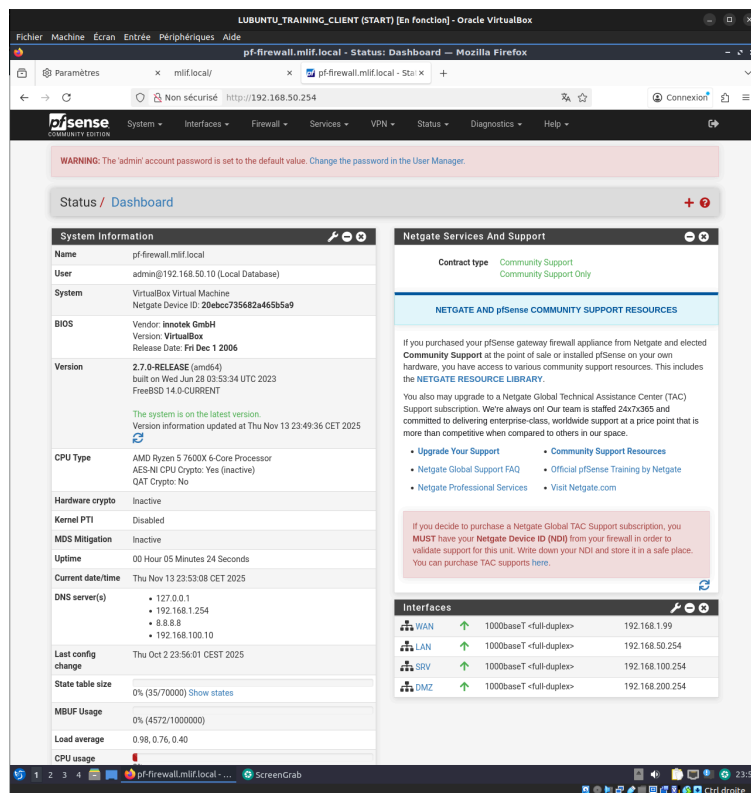 LUBUNTU_TRAINING_CLIENT (START) [En fonction] - Oracle VirtualBox
Fichier Machine Écran Entrée Périphériques Aide
pf-firewall.mlif.local - Status: Dashboard — Mozilla Firefox
Paramètres
mlif.local/
pf-firewall.mlif.local - Sta
Non sécurisé http://192.168.50.254
Connexion
pfsense
COMMUNITY EDITION
System Interfaces Firewall Services VPN Status Diagnostics Help
WARNING: The 'admin' account password is set to the default value. Change the password in the User Manager.
Status / Dashboard
System Information
Name pf-firewall.mlif.local
User admin@192.168.50.10 (Local Database)
System VirtualBox Virtual Machine
Netgate Device ID: 20ebcc735682a465b5a9
BIOS Vendor: innotek GmbH
Version: VirtualBox
Release Date: Fri Dec 1 2006
Version 2.7.0-RELEASE (amd64)
built on Wed Jun 28 03:53:34 UTC 2023
FreeBSD 14.0-CURRENT
The system is on the latest version.
Version information updated at Thu Nov 13 23:49:36 CET 2025
CPU Type AMD Ryzen 5 7600X 6-Core Processor
AES-NI CPU Crypto: Yes (inactive)
QAT Crypto: No
Hardware crypto Inactive
Kernel PTI Disabled
MDS Mitigation Inactive
Uptime 00 Hour 05 Minutes 24 Seconds
Current date/time Thu Nov 13 23:53:08 CET 2025
DNS server(s)
• 127.0.0.1
• 192.168.1.254
• 8.8.8.8
• 192.168.100.10
Last config change Thu Oct 2 23:56:01 CEST 2025
State table size
0% (35/70000) Show states
MBUF Usage
0% (4572/1000000)
Load average 0.98, 0.76, 0.40
CPU usage
Netgate Services And Support
Contract type Community Support
Community Support Only
NETGATE AND pfSense COMMUNITY SUPPORT RESOURCES
If you purchased your pfSense gateway firewall appliance from Netgate and elected
Community Support at the point of sale or installed pfSense on your own
hardware, you have access to various community support resources. This includes
the NETGATE RESOURCE LIBRARY.
You also may upgrade to a Netgate Global Technical Assistance Center (TAC)
Support subscription. We're always on! Our team is staffed 24x7x365 and
committed to delivering enterprise-class, worldwide support at a price point that is
more than competitive when compared to others in our space.
• Upgrade Your Support
• Community Support Resources
• Netgate Global Support FAQ
• Official pfSense Training by Netgate
• Netgate Professional Services
• Visit Netgate.com
If you decide to purchase a Netgate Global TAC Support subscription, you
MUST have your Netgate Device ID (NDI) from your firewall in order to
validate support for this unit. Write down your NDI and store it in a safe place.
You can purchase TAC supports here.
Interfaces
WAN 1000baseT <full-duplex> 192.168.1.99
LAN 1000baseT <full-duplex> 192.168.50.254
SRV 1000baseT <full-duplex> 192.168.100.254
DMZ 1000baseT <full-duplex> 192.168.200.254
1 2 3 4 pf-firewall.mlif.local - ... ScreenGrab
Ctrl droite